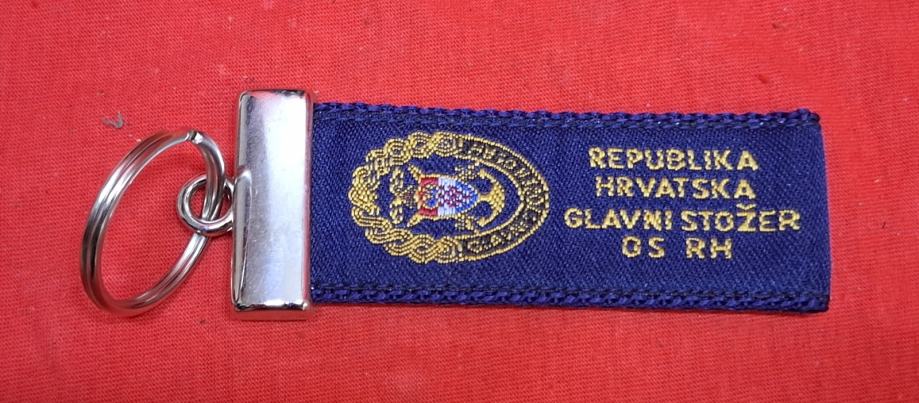 REPUBLIKA
HRVATSKA
GLAVNI STOŽER
OS RH